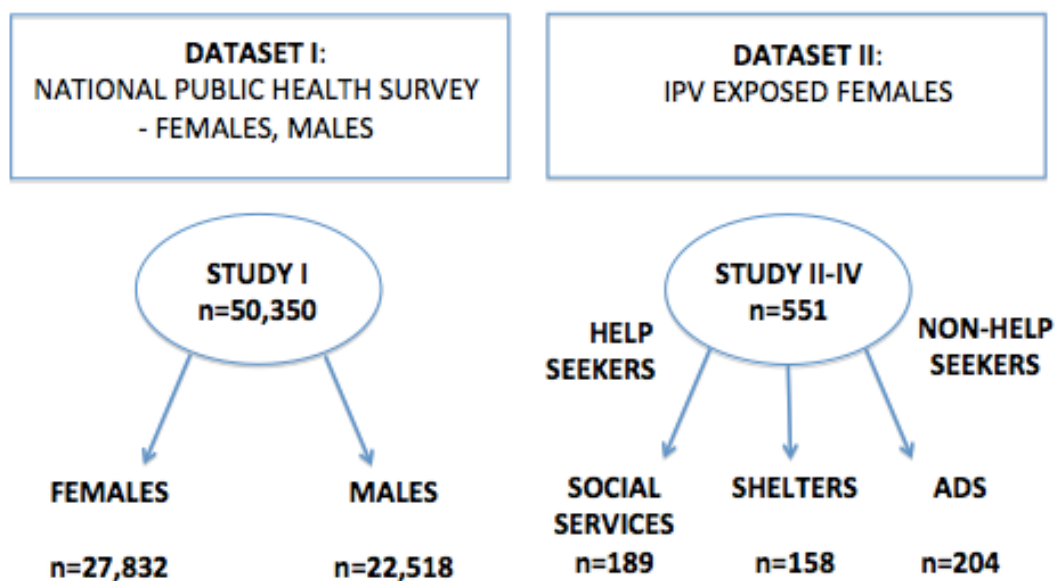 DATASET I:
NATIONAL PUBLIC HEALTH SURVEY
- FEMALES, MALES
DATASET II:
IPV EXPOSED FEMALES
STUDY I
n=50,350
FEMALES
n=27,832
MALES
n=22,518
STUDY II-IV
n=551
HELP
SEEKERS
NON-HELP
SEEKERS
SOCIAL
SERVICES
n=189
SHELTERS
n=158
ADS
n=204